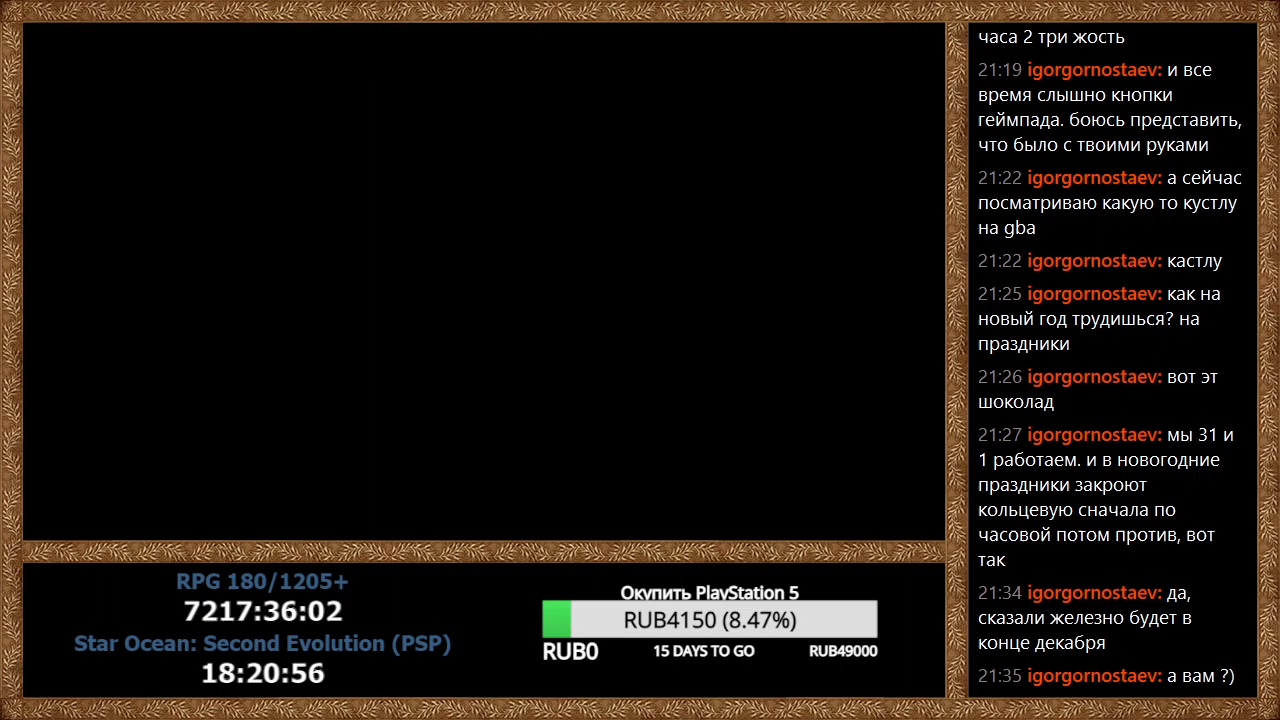 часа 2 три жость
21:19 igorgornostaev: и все
время слышно кнопки
геймпада. боюсь представить,
что было с твоими руками
21:22 igorgornostaev: а сейчас
посматриваю какую то кустлу
на gba
21:22 igorgornostaev: кастлу
21:25 igorgornostaev: как на
новый год трудишься? на
праздники
21:26 igorgornostaev: вот эт
шоколад
21:27 igorgornostaev: мы 31 и
1 работаем. и в новогодние
праздники закроют
кольцевую сначала по
часовой потом против, вот
так
21:34 igorgornostaev: да,
сказали железно будет в
конце декабря
21:35 igorgornostaev: а вам ?)
RPG 180/1205+
7217:36:02
Star Ocean: Second Evolution (PSP)
18:20:56
Окупить PlayStation 5
RUB4150 (8.47%)
RUB0 15 DAYS TO GO RUB49000